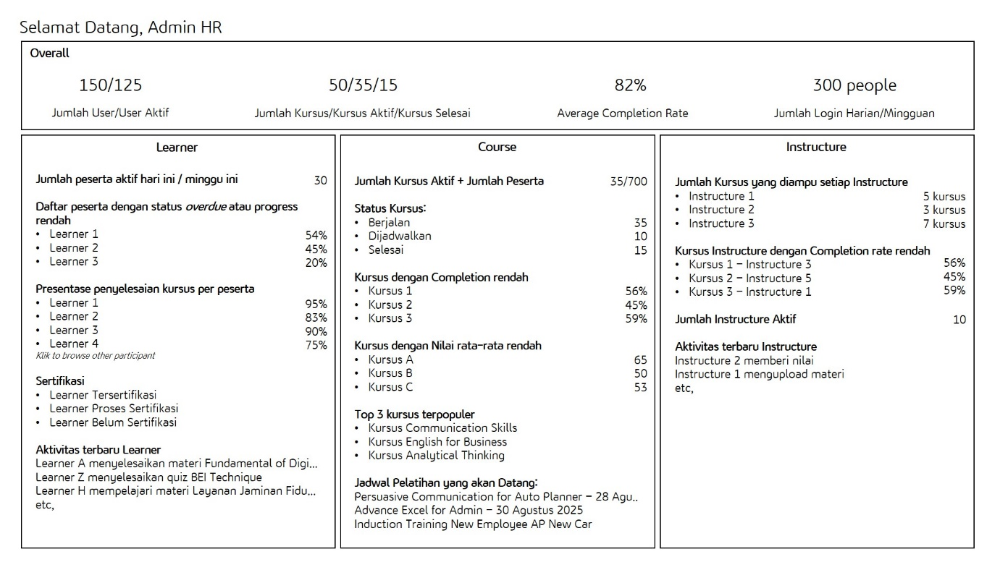 Selamat Datang, Admin HR
Overall
150/125
Jumlah User/User Aktif
50/35/15
Jumlah Kursus/Kursus Aktif/Kursus Selesai
82%
Average Completion Rate
300 people
Jumlah Login Harian/Mingguan
Learner
Jumlah peserta aktif hari ini / minggu ini 30
Daftar peserta dengan status overdue atau progress
rendah
• Learner 1 54%
• Learner 2 45%
• Learner 3 20%
Presentase penyelesaian kursus per peserta
• Learner 1 95%
• Learner 2 83%
• Learner 3 90%
• Learner 4 75%
Klik to browse other participant
Sertifikasi
• Learner Tersertifikasi
• Learner Proses Sertifikasi
• Learner Belum Sertifikasi
Aktivitas terbaru Learner
Learner A menyelesaikan materi Fundamental of Digi...
Learner Z menyelesaikan quiz BEI Technique
Learner H mempelajari materi Layanan Jaminan Fidu...
etc,
Course
Jumlah Kursus Aktif + Jumlah Peserta 35/700
Status Kursus:
• Berjalan 35
• Dijadwalkan 10
• Selesai 15
Kursus dengan Completion rendah
• Kursus 1 56%
• Kursus 2 45%
• Kursus 3 59%
Kursus dengan Nilai rata-rata rendah
• Kursus A 65
• Kursus B 50
• Kursus C 53
Top 3 kursus terpopuler
• Kursus Communication Skills
• Kursus English for Business
• Kursus Analytical Thinking
Jadwal Pelatihan yang akan Datang:
Persuasive Communication for Auto Planner – 28 Agu..
Advance Excel for Admin – 30 Agustus 2025
Induction Training New Employee AP New Car
Instructure
Jumlah Kursus yang diampu setiap Instructure
• Instructure 1 5 kursus
• Instructure 2 3 kursus
• Instructure 3 7 kursus
Kursus Instructure dengan Completion rate rendah
• Kursus 1 – Instructure 3 56%
• Kursus 2 – Instructure 5 45%
• Kursus 3 – Instructure 1 59%
Jumlah Instructure Aktif 10
Aktivitas terbaru Instructure
Instructure 2 memberi nilai
Instructure 1 mengupload materi
etc,